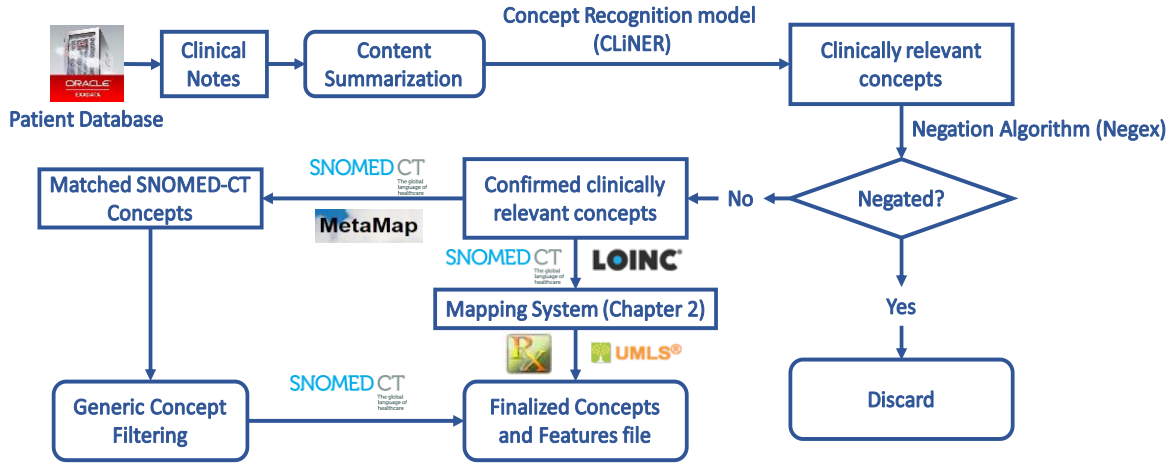 Concept Recognition model
(CLiNER)
ORACLE
Patient Database
Clinical
Notes
Content
Summarization
Clinically relevant
concepts
Negation Algorithm (Negex)
Negated?
No
Yes
Discard
Confirmed clinically
relevant concepts
SNOMED CT
The global
language of
healthcare
MetaMap
Matched SNOMED-CT
Concepts
SNOMED CT
The global
language of
healthcare
LOINC®
Mapping System (Chapter 2)
Rx
UMLS®
Generic Concept
Filtering
SNOMED CT
The global
language of
healthcare
Finalized Concepts
and Features file